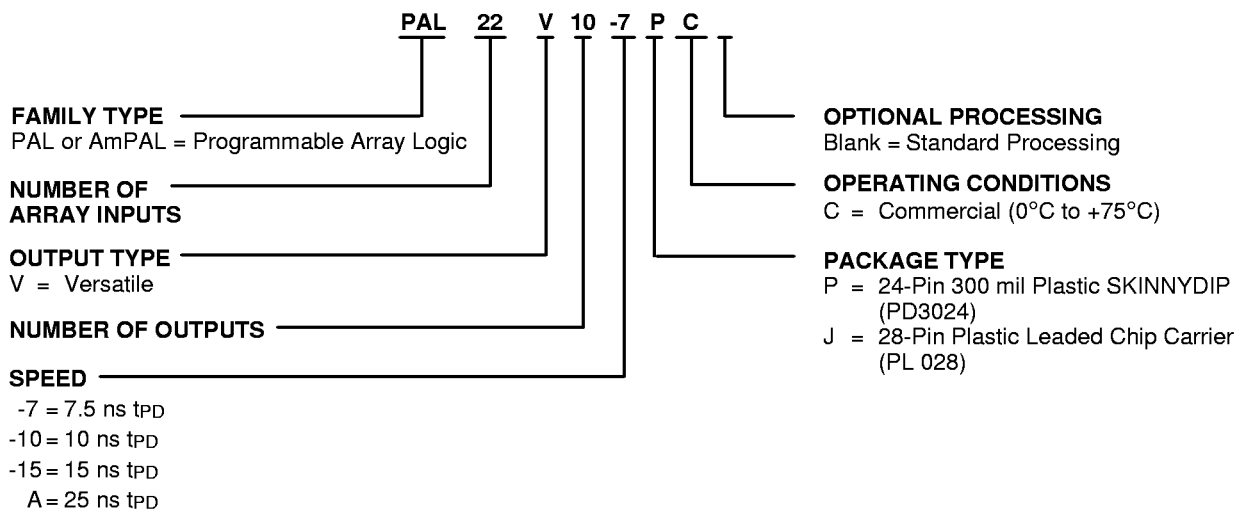 PAL 22 V 10 -7 P C
FAMILY TYPE
PAL or AmPAL = Programmable Array Logic
NUMBER OF
ARRAY INPUTS
OUTPUT TYPE
V = Versatile
NUMBER OF OUTPUTS
SPEED
-7 = 7.5 ns tPD
-10 = 10 ns tPD
-15 = 15 ns tPD
A = 25 ns tPD
OPTIONAL PROCESSING
Blank = Standard Processing
OPERATING CONDITIONS
C = Commercial (0°C to +75°C)
PACKAGE TYPE
P = 24-Pin 300 mil Plastic SKINNYDIP
(PD3024)
J = 28-Pin Plastic Leaded Chip Carrier
(PL 028)